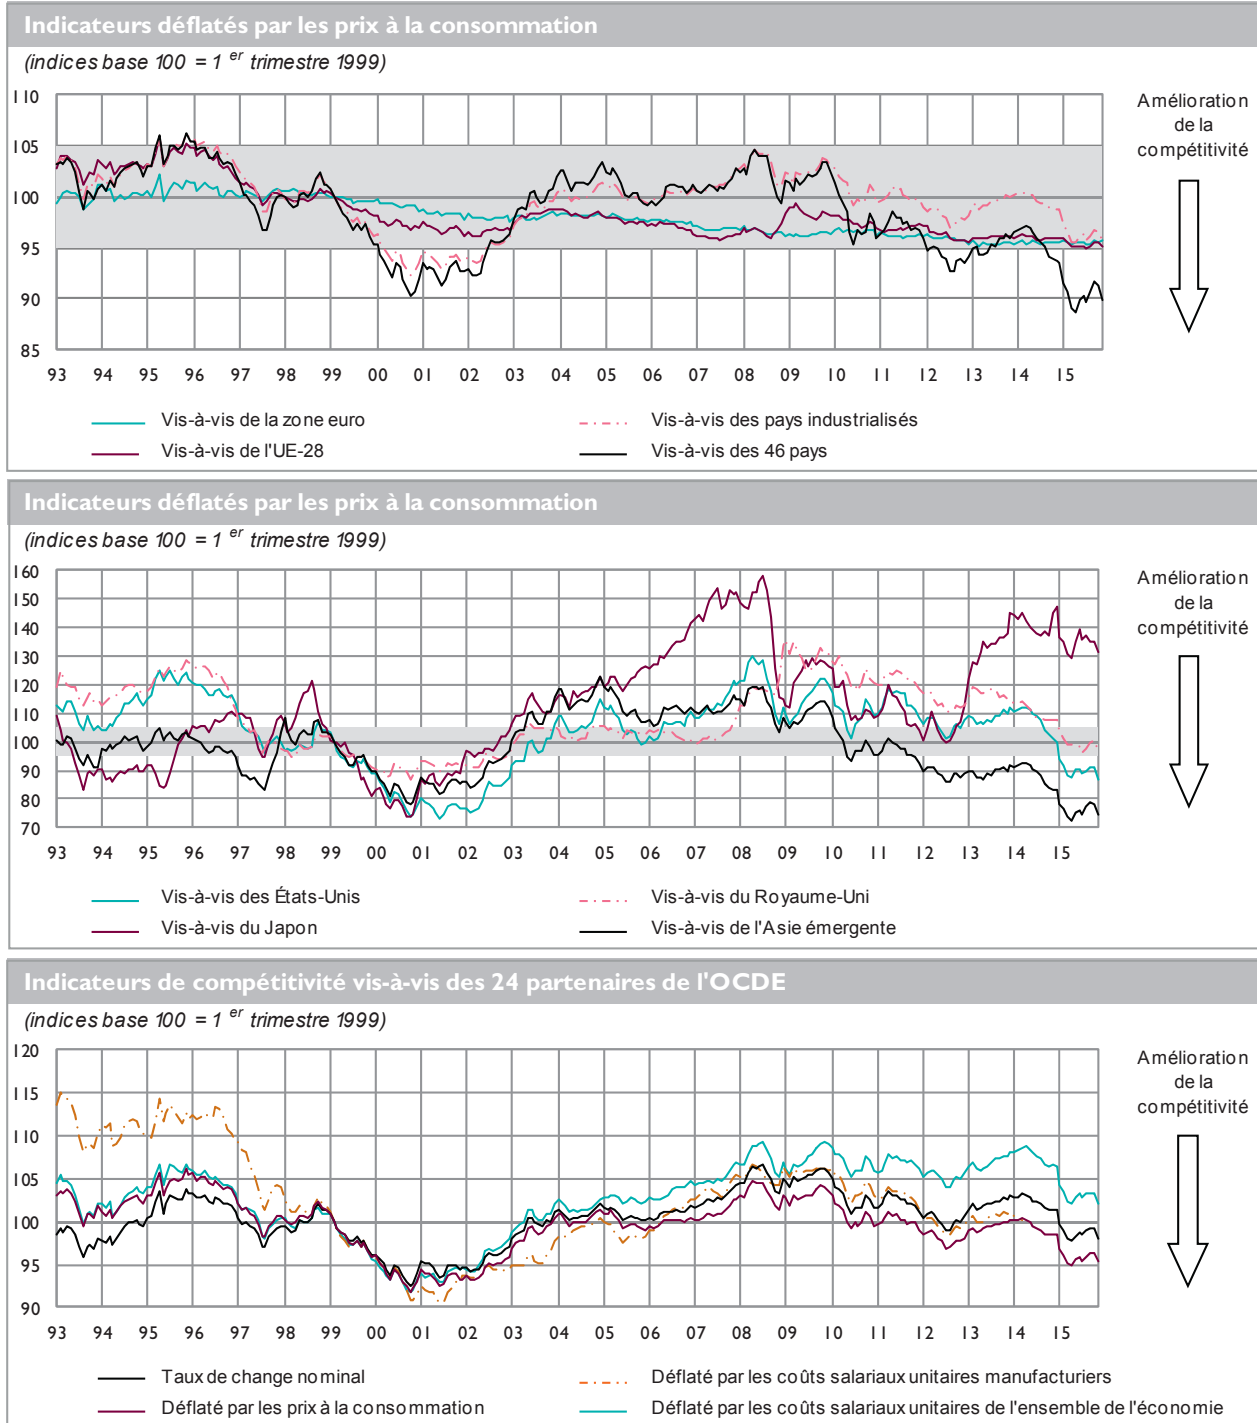 Indicateurs déflatés par les prix à la consommation
(indices base 100 = 1 er trimestre 1999)
110
105
100
95
90
85
93 94 95 96 97 98 99 00 01 02 03 04 05 06 07 08 09 10 11 12 13 14 15
Amélioration
de la
compétitivité
Vis-à-vis de la zone euro
Vis-à-vis des pays industrialisés
Vis-à-vis de l'UE-28
Vis-à-vis des 46 pays
Indicateurs déflatés par les prix à la consommation
(indices base 100 = 1 er trimestre 1999)
160
150
140
130
120
110
100
90
80
70
93 94 95 96 97 98 99 00 01 02 03 04 05 06 07 08 09 10 11 12 13 14 15
Amélioration
de la
compétitivité
Vis-à-vis des États-Unis
Vis-à-vis du Royaume-Uni
Vis-à-vis du Japon
Vis-à-vis de l'Asie émergente
Indicateurs de compétitivité vis-à-vis des 24 partenaires de l'OCDE
(indices base 100 = 1 er trimestre 1999)
120
115
110
105
100
95
90
93 94 95 96 97 98 99 00 01 02 03 04 05 06 07 08 09 10 11 12 13 14 15
Amélioration
de la
compétitivité
Taux de change nominal
Déflaté par les coûts salariaux unitaires manufacturiers
Déflaté par les prix à la consommation
Déflaté par les coûts salariaux unitaires de l'ensemble de l'économie